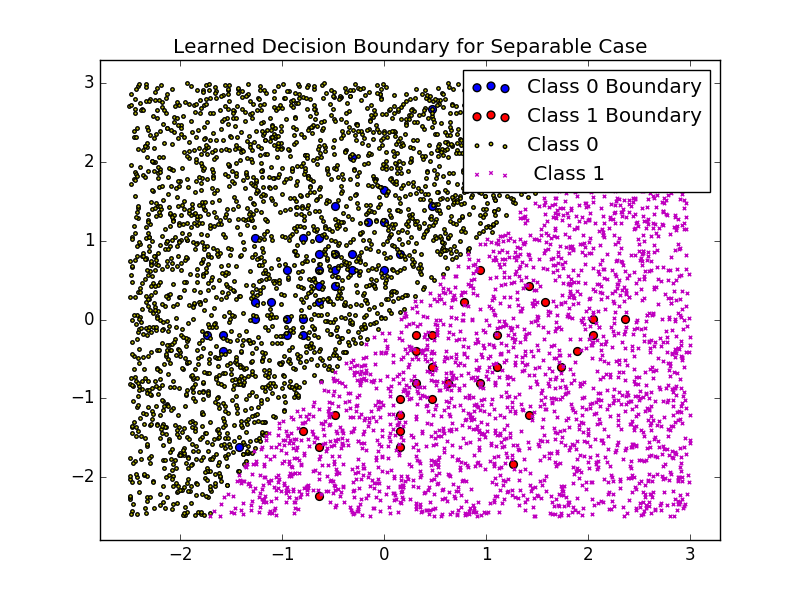 Learned Decision Boundary for Separable Case
Class 0 Boundary
Class 1 Boundary
Class 0
Class 1
3
2
1
0
−1
−2
−2 −1 0 1 2 3